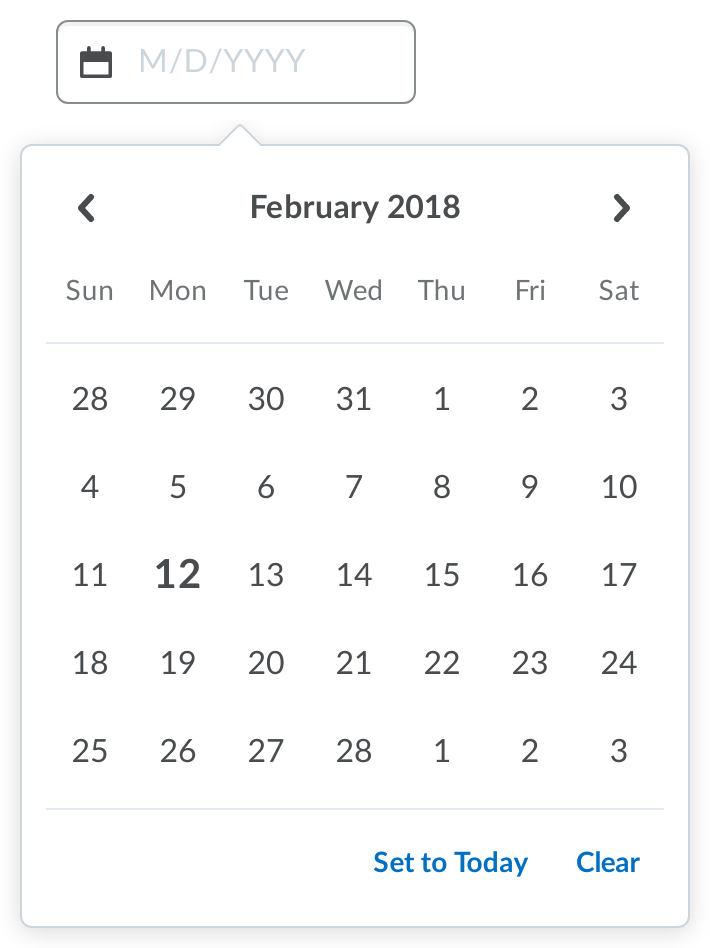 M/D/YYYY
February 2018
Sun Mon Tue Wed Thu Fri Sat
28 29 30 31 1 2 3
4 5 6 7 8 9 10
11 12 13 14 15 16 17
18 19 20 21 22 23 24
25 26 27 28 1 2 3
Set to Today Clear